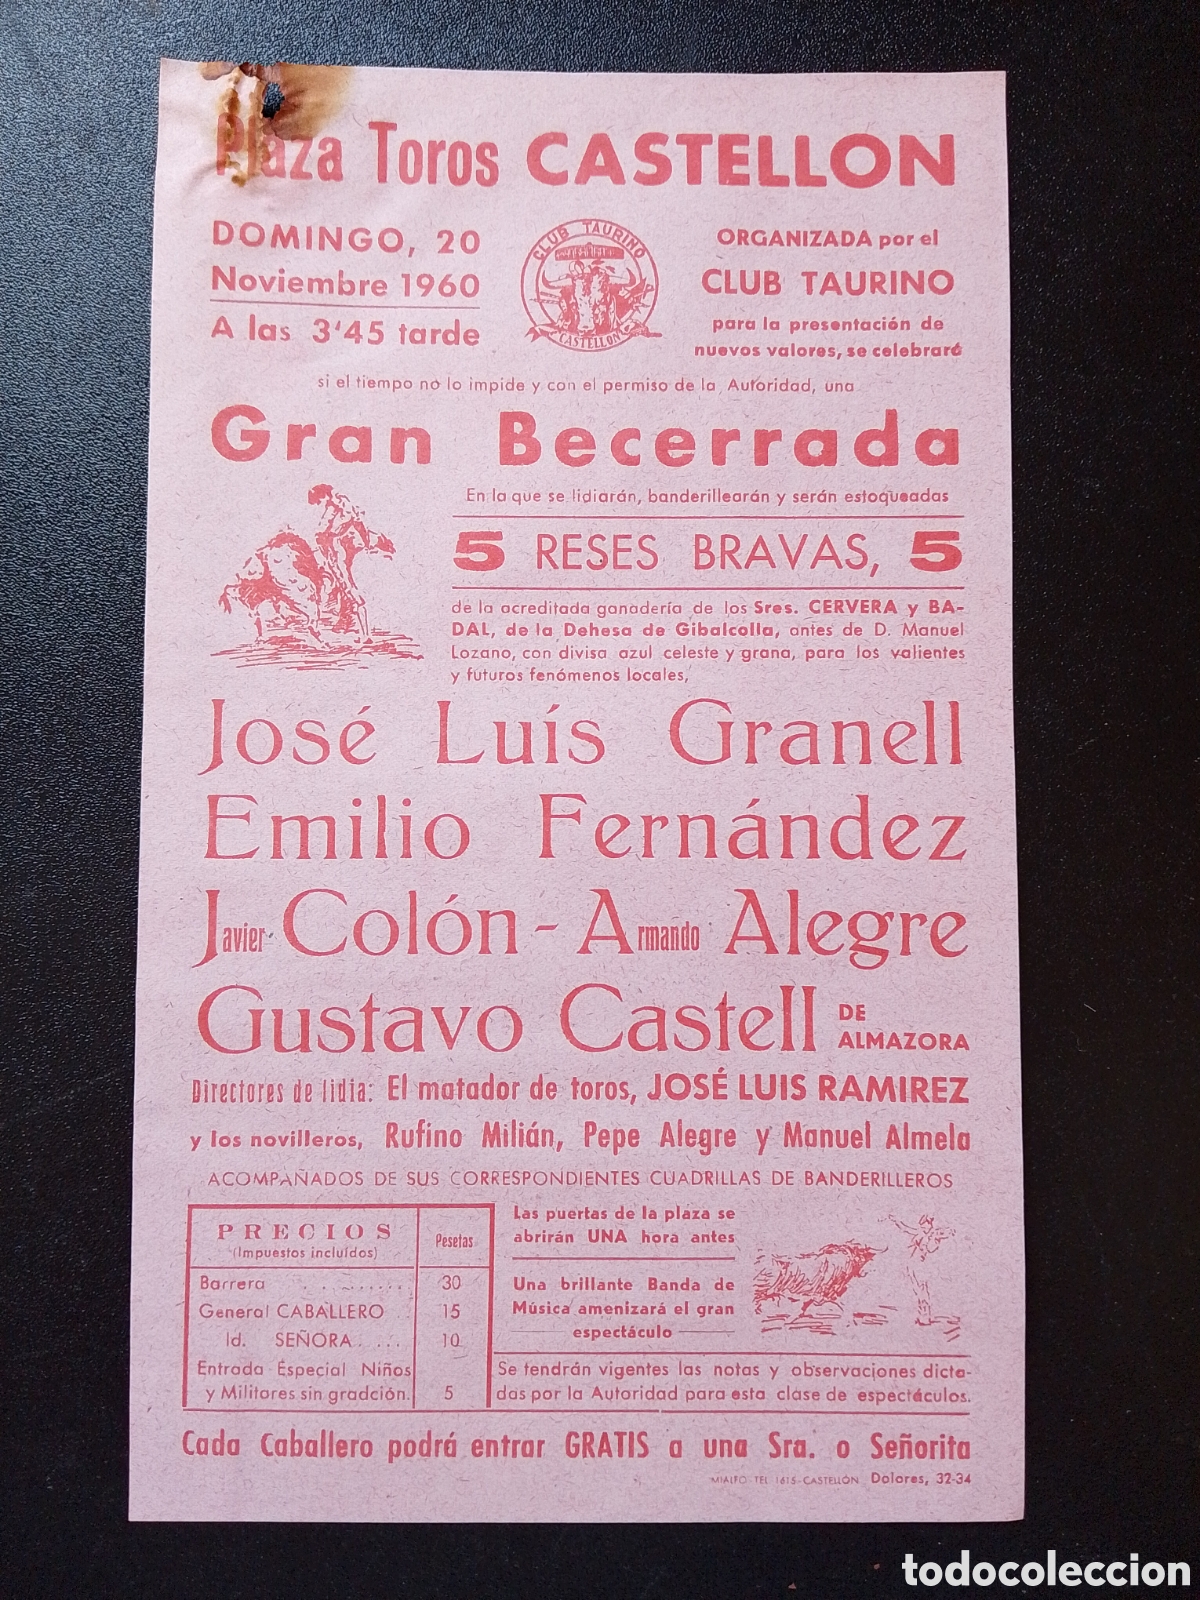 Plaza Toros CASTELLON
DOMINGO, 20
Noviembre 1960
A las 3'45 tarde
CLUB TAURINO
CASTELLON
ORGANIZADA por el
CLUB TAURINO
para la presentación de
nuevos valores, se celebrará
si el tiempo no lo impide y con el permiso de la Autoridad, una
Gran Becerrada
En la que se lidiarán, banderillearán y serán estoqueadas
5 RESES BRAVAS, 5
de la acreditada ganadería de los Sres. CERVERA y BA-
DAL, de la Dehesa de Gibalcolla, antes de D. Manuel
Lozano, con divisa azul celeste y grana, para los valientes
y futuros fenómenos locales,
José Luís Granell
Emilio Fernández
Javier Colón - Armando Alegre
Gustavo Castell DE
ALMAZORA
Directores de lidia: El matador de toros, JOSÉ LUIS RAMIREZ
y los novilleros, Rufino Milián, Pepe Alegre y Manuel Almela
ACOMPAÑADOS DE SUS CORRESPONDIENTES CUADRILLAS DE BANDERILLEROS
PRECIOS
(Impuestos incluídos)
Pesetas
Barrera .......... 30
General CABALLERO .. 15
Id. SEÑORA .... 10
Entrada Especial Niños
y Militares sin gradción. 5
Las puertas de la plaza se
abrirán UNA hora antes
Una brillante Banda de
Música amenizará el gran
espectáculo
Se tendrán vigentes las notas y observaciones dicta-
das por la Autoridad para esta clase de espectáculos.
Cada Caballero podrá entrar GRATIS a una Sra. o Señorita
MIALFO-TEL 1615-CASTELLÓN Dolores, 32-34
todocoleccion